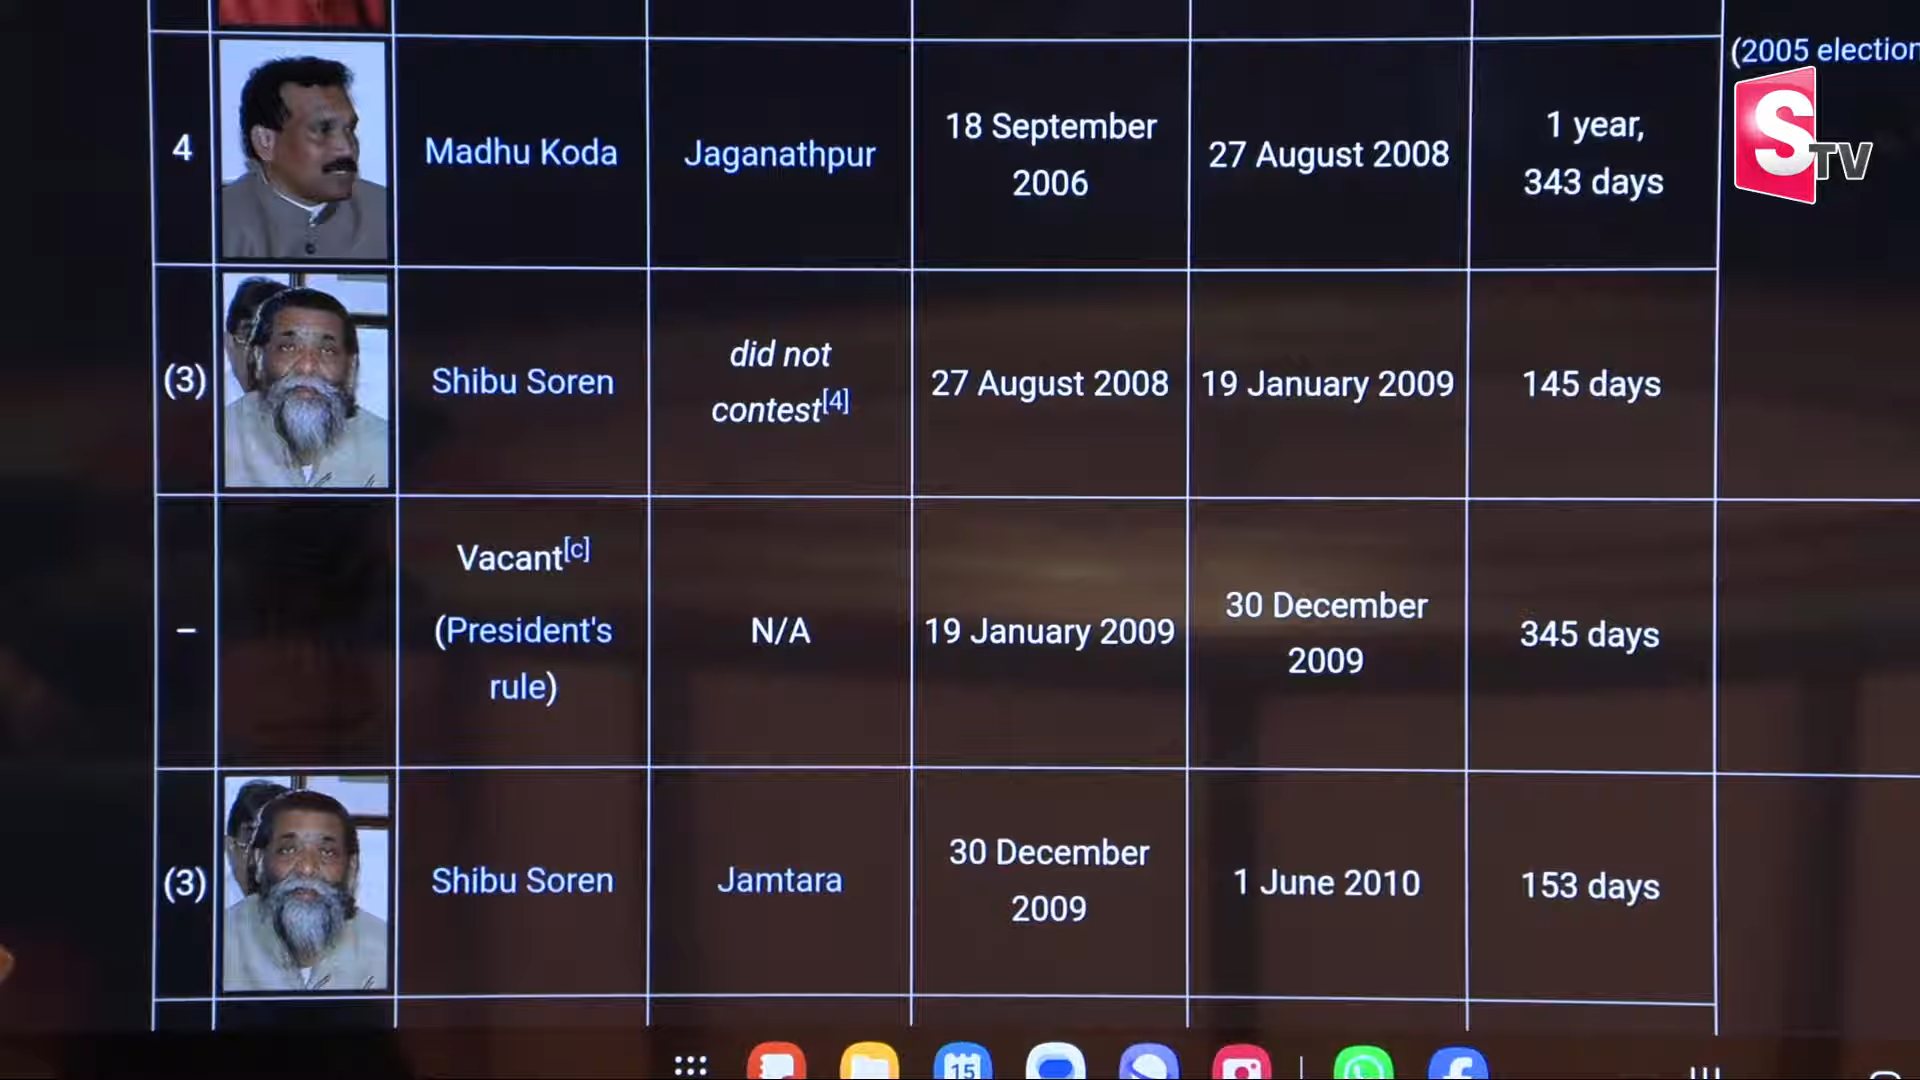 (2005 election
STV
4
Madhu Koda
Jaganathpur
18 September
2006
27 August 2008
1 year,
343 days
(3)
Shibu Soren
did not
contest[4]
27 August 2008
19 January 2009
145 days
–
Vacant[c]
(President's
rule)
N/A
19 January 2009
30 December
2009
345 days
(3)
Shibu Soren
Jamtara
30 December
2009
1 June 2010
153 days
15